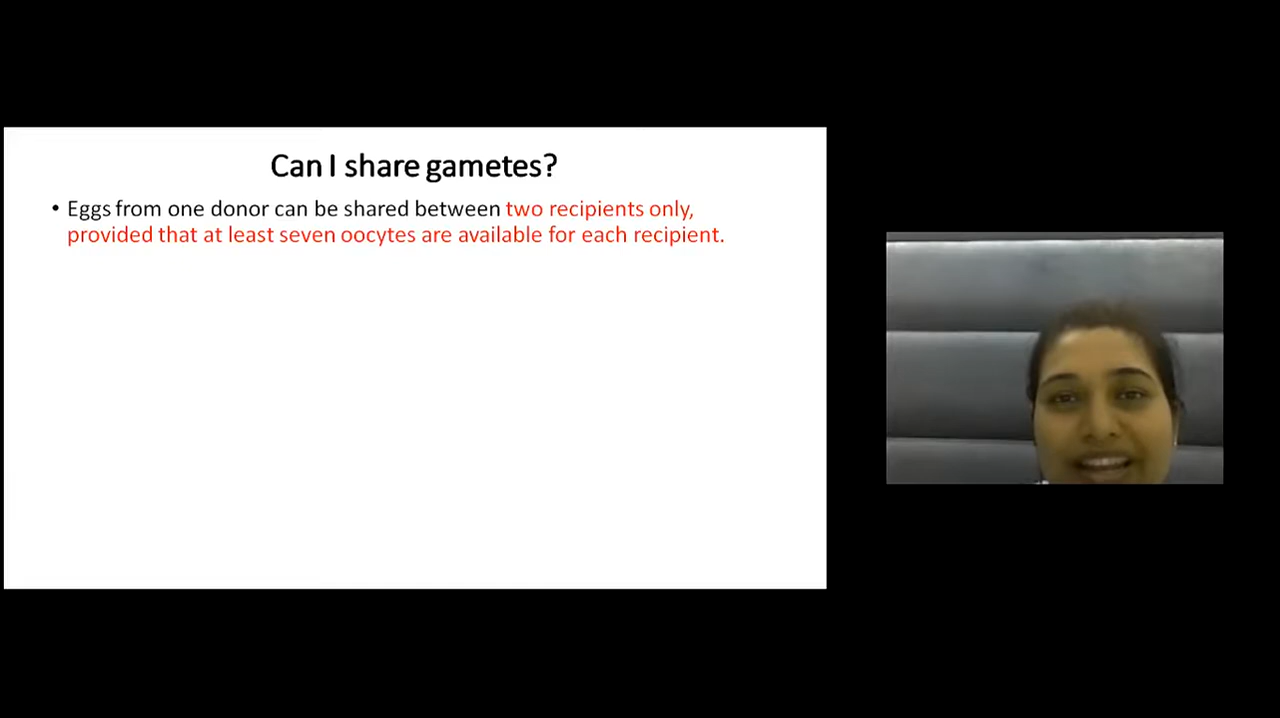 Can I share gametes?
• Eggs from one donor can be shared between two recipients only,
provided that at least seven oocytes are available for each recipient.